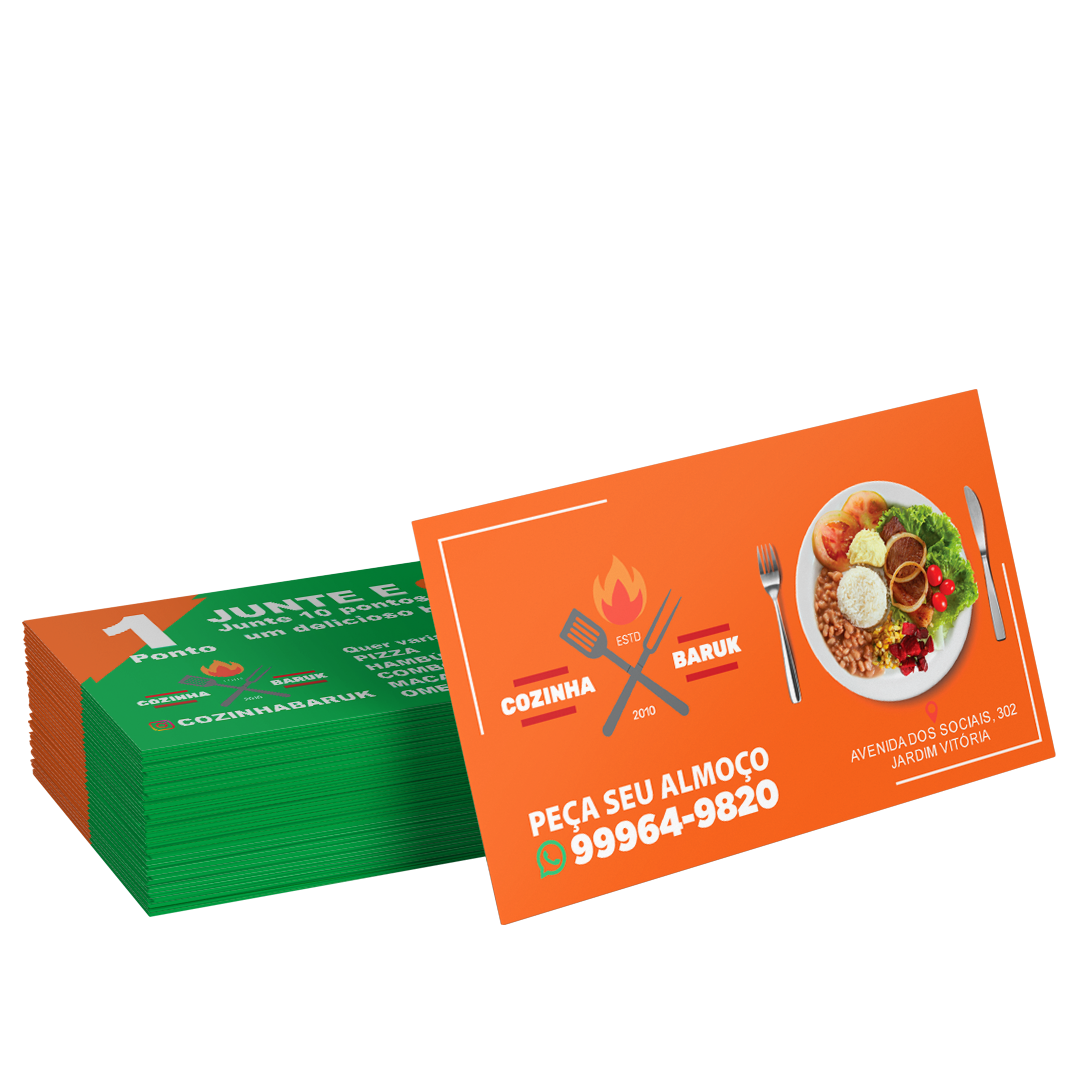 1
Ponto
JUNTE E
Junte 10 pontos
um delicioso
Quer
PIZZA
COZINHA
BARUK
2010
COZINHABARUK
ESTD
COZINHA
BARUK
2010
PEÇA SEU ALMOÇO
99964-9820
AVENIDA DOS SOCIAIS, 302
JARDIM VITÓRIA